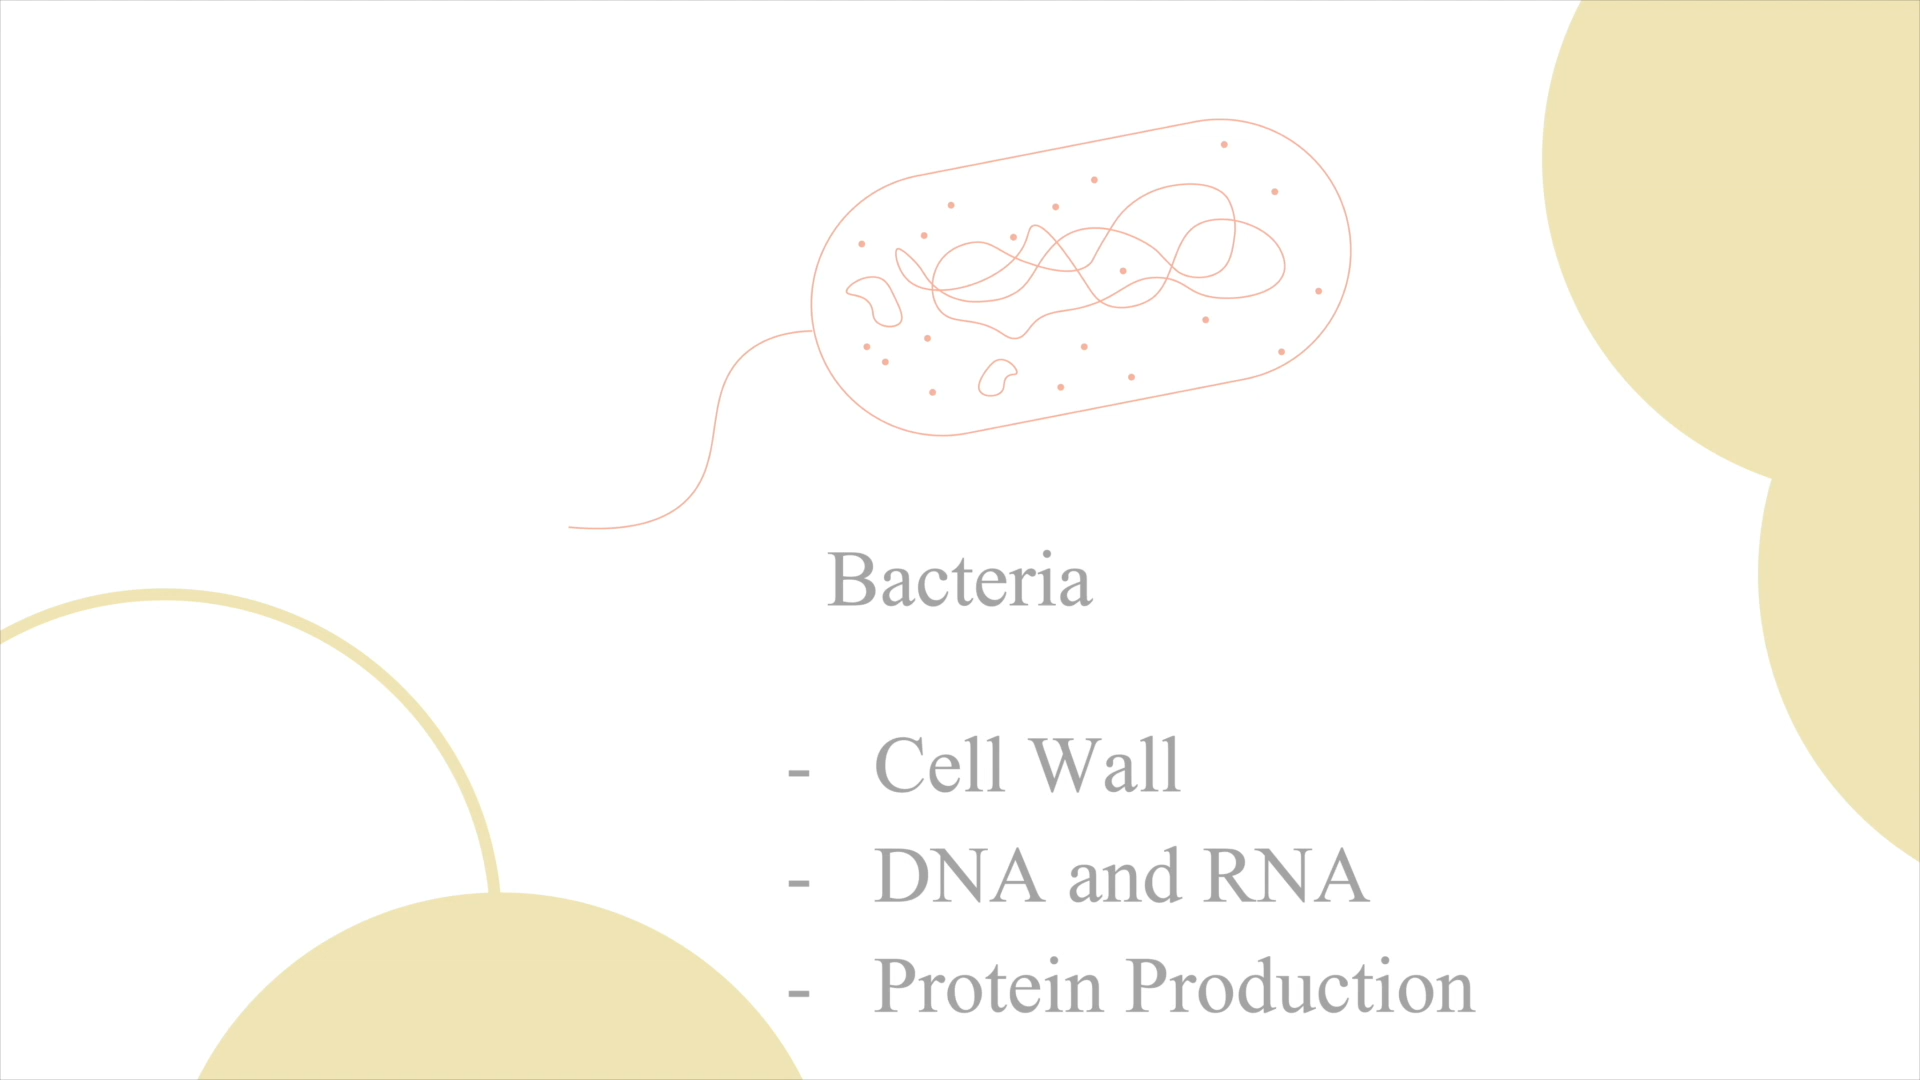 Bacteria
- Cell Wall
- DNA and RNA
- Protein Production